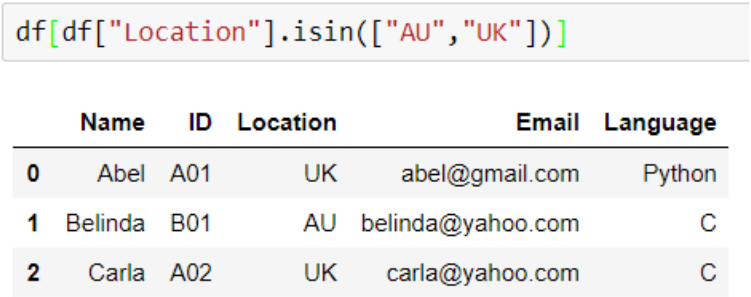 df[df["Location"].isin(["AU","UK"])]
Name ID Location Email Language
0 Abel A01 UK abel@gmail.com Python
1 Belinda B01 AU belinda@yahoo.com C
2 Carla A02 UK carla@yahoo.com C